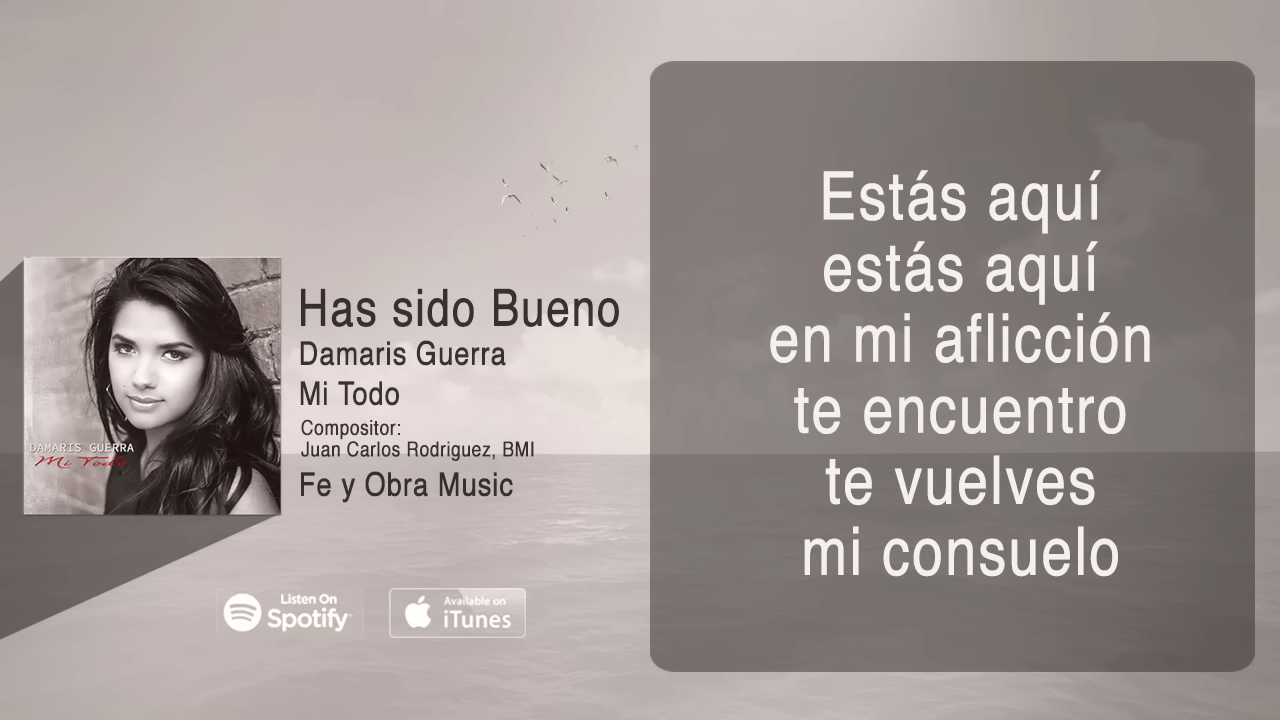 Has sido Bueno
Damaris Guerra
Mi Todo
Compositor:
Juan Carlos Rodriguez, BMI
Fe y Obra Music
DAMARIS GUERRA
Mi Todo
Listen On
Spotify
Available on
iTunes
Estás aquí
estás aquí
en mi aflicción
te encuentro
te vuelves
mi consuelo